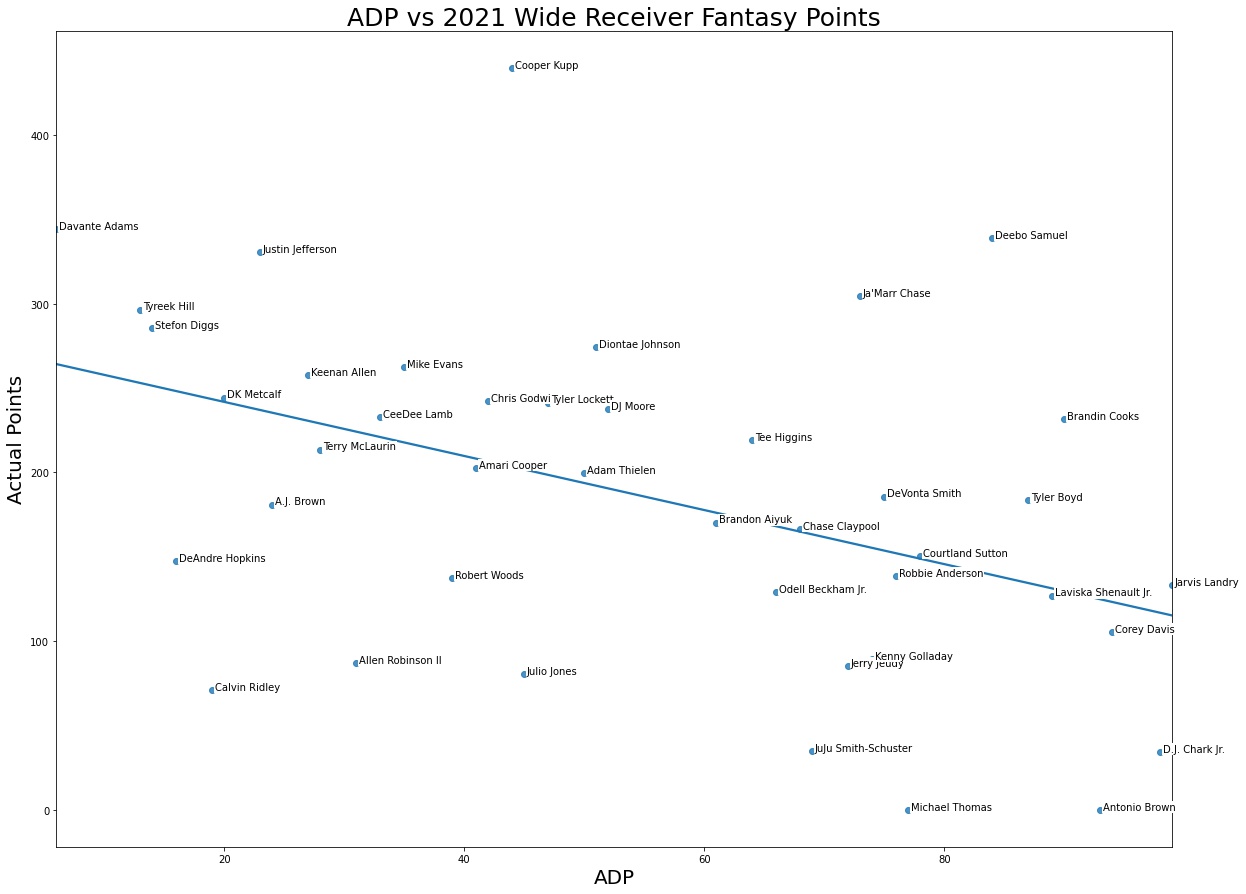 ADP vs 2021 Wide Receiver Fantasy Points
Cooper Kupp
400
Davante Adams
Deebo Samuel
Justin Jefferson
Ja'Marr Chase
Tyreek Hill
300
Stefon Diggs
Diontae Johnson
Mike Evans
Keenan Allen
DK Metcalf
Chris Godwi
Tyler Lockett
DJ Moore
CeeDee Lamb
Brandin Cooks
Tee Higgins
Terry McLaurin
Actual Points
200
Amari Cooper
Adam Thielen
DeVonta Smith
Tyler Boyd
A.J. Brown
Brandon Aiyuk
Chase Claypool
DeAndre Hopkins
Courtland Sutton
Robert Woods
Robbie Anderson
Jarvis Landry
Odell Beckham Jr.
Laviska Shenault Jr.
Corey Davis
100
Allen Robinson II
Kenny Golladay
Jerry Jeudy
Julio Jones
Calvin Ridley
JuJu Smith-Schuster
D.J. Chark Jr.
0
Michael Thomas
Antonio Brown
20
40
60
80
ADP